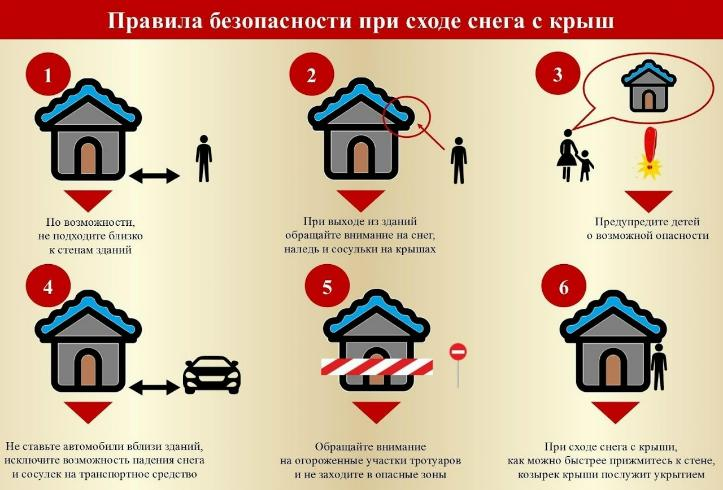 Правила безопасности при сходе снега с крыш
1
По возможности,
не подходите близко
к стенам зданий
2
При выходе из зданий
обращайте внимание на снег,
наледь и сосульки на крышах
3
Предупредите детей
о возможной опасности
4
Не ставьте автомобили вблизи зданий,
исключите возможность падения снега
и сосулек на транспортное средство
5
Обращайте внимание
на огороженные участки тротуаров
и не заходите в опасные зоны
6
При сходе снега с крыши,
как можно быстрее прижмитесь к стене,
козырек крыши послужит укрытием